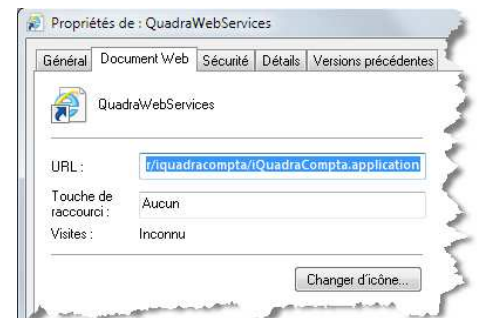 Propriétés de : QuadraWebServices
Général Document Web Sécurité Détails Versions précédentes
QuadraWebServices
URL : r/iquadracompta/iQuadraCompta.application
Touche de raccourci : Aucun
Visites : Inconnu
Changer d'icône...